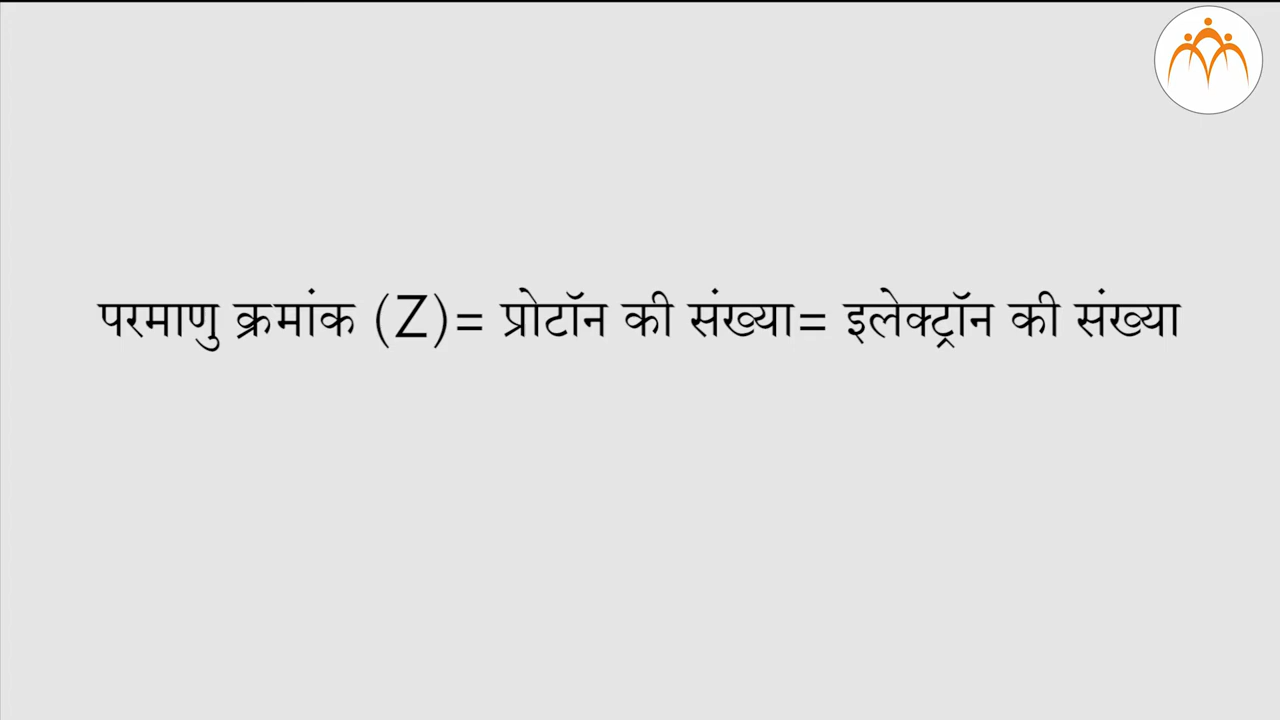 परमाणु क्रमांक (Z)= प्रोटॉन की संख्या= इलेक्ट्रॉन की संख्या